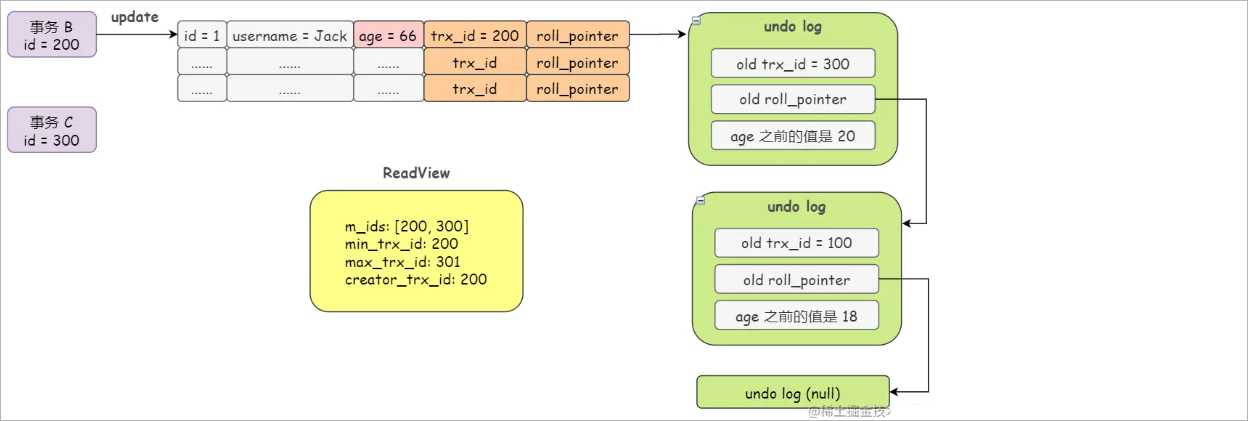 事务 B
id = 200
update
id = 1 username = Jack age = 66 trx_id = 200 roll_pointer
...... ...... ...... trx_id roll_pointer
...... ...... ...... trx_id roll_pointer
undo log
old trx_id = 300
old roll_pointer
age 之前的值是 20
事务 C
id = 300
ReadView
m_ids: [200, 300]
min_trx_id: 200
max_trx_id: 301
creator_trx_id: 200
undo log
old trx_id = 100
old roll_pointer
age 之前的值是 18
undo log (null)
@稀土掘金技